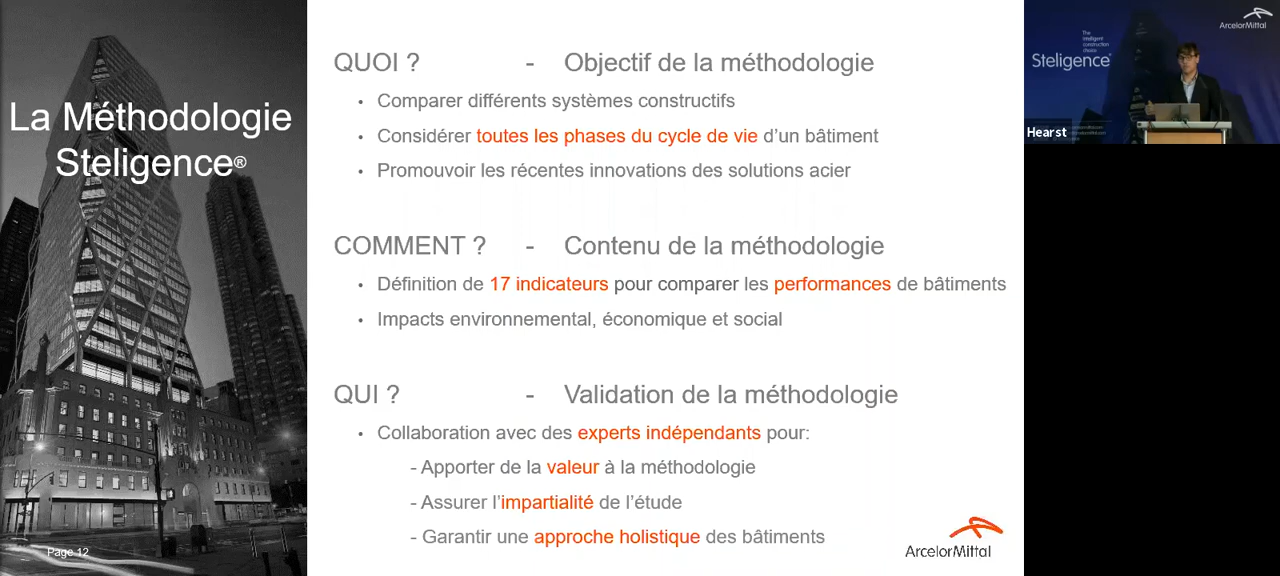 La Méthodologie
Steligence®
Page 12
QUOI ? - Objectif de la méthodologie
• Comparer différents systèmes constructifs
• Considérer toutes les phases du cycle de vie d'un bâtiment
• Promouvoir les récentes innovations des solutions acier
COMMENT ? - Contenu de la méthodologie
• Définition de 17 indicateurs pour comparer les performances de bâtiments
• Impacts environnemental, économique et social
QUI ? - Validation de la méthodologie
• Collaboration avec des experts indépendants pour:
- Apporter de la valeur à la méthodologie
- Assurer l'impartialité de l'étude
- Garantir une approche holistique des bâtiments
ArcelorMittal
ArcelorMittal
The
intelligent
construction
choice
Steligence®
Hearst